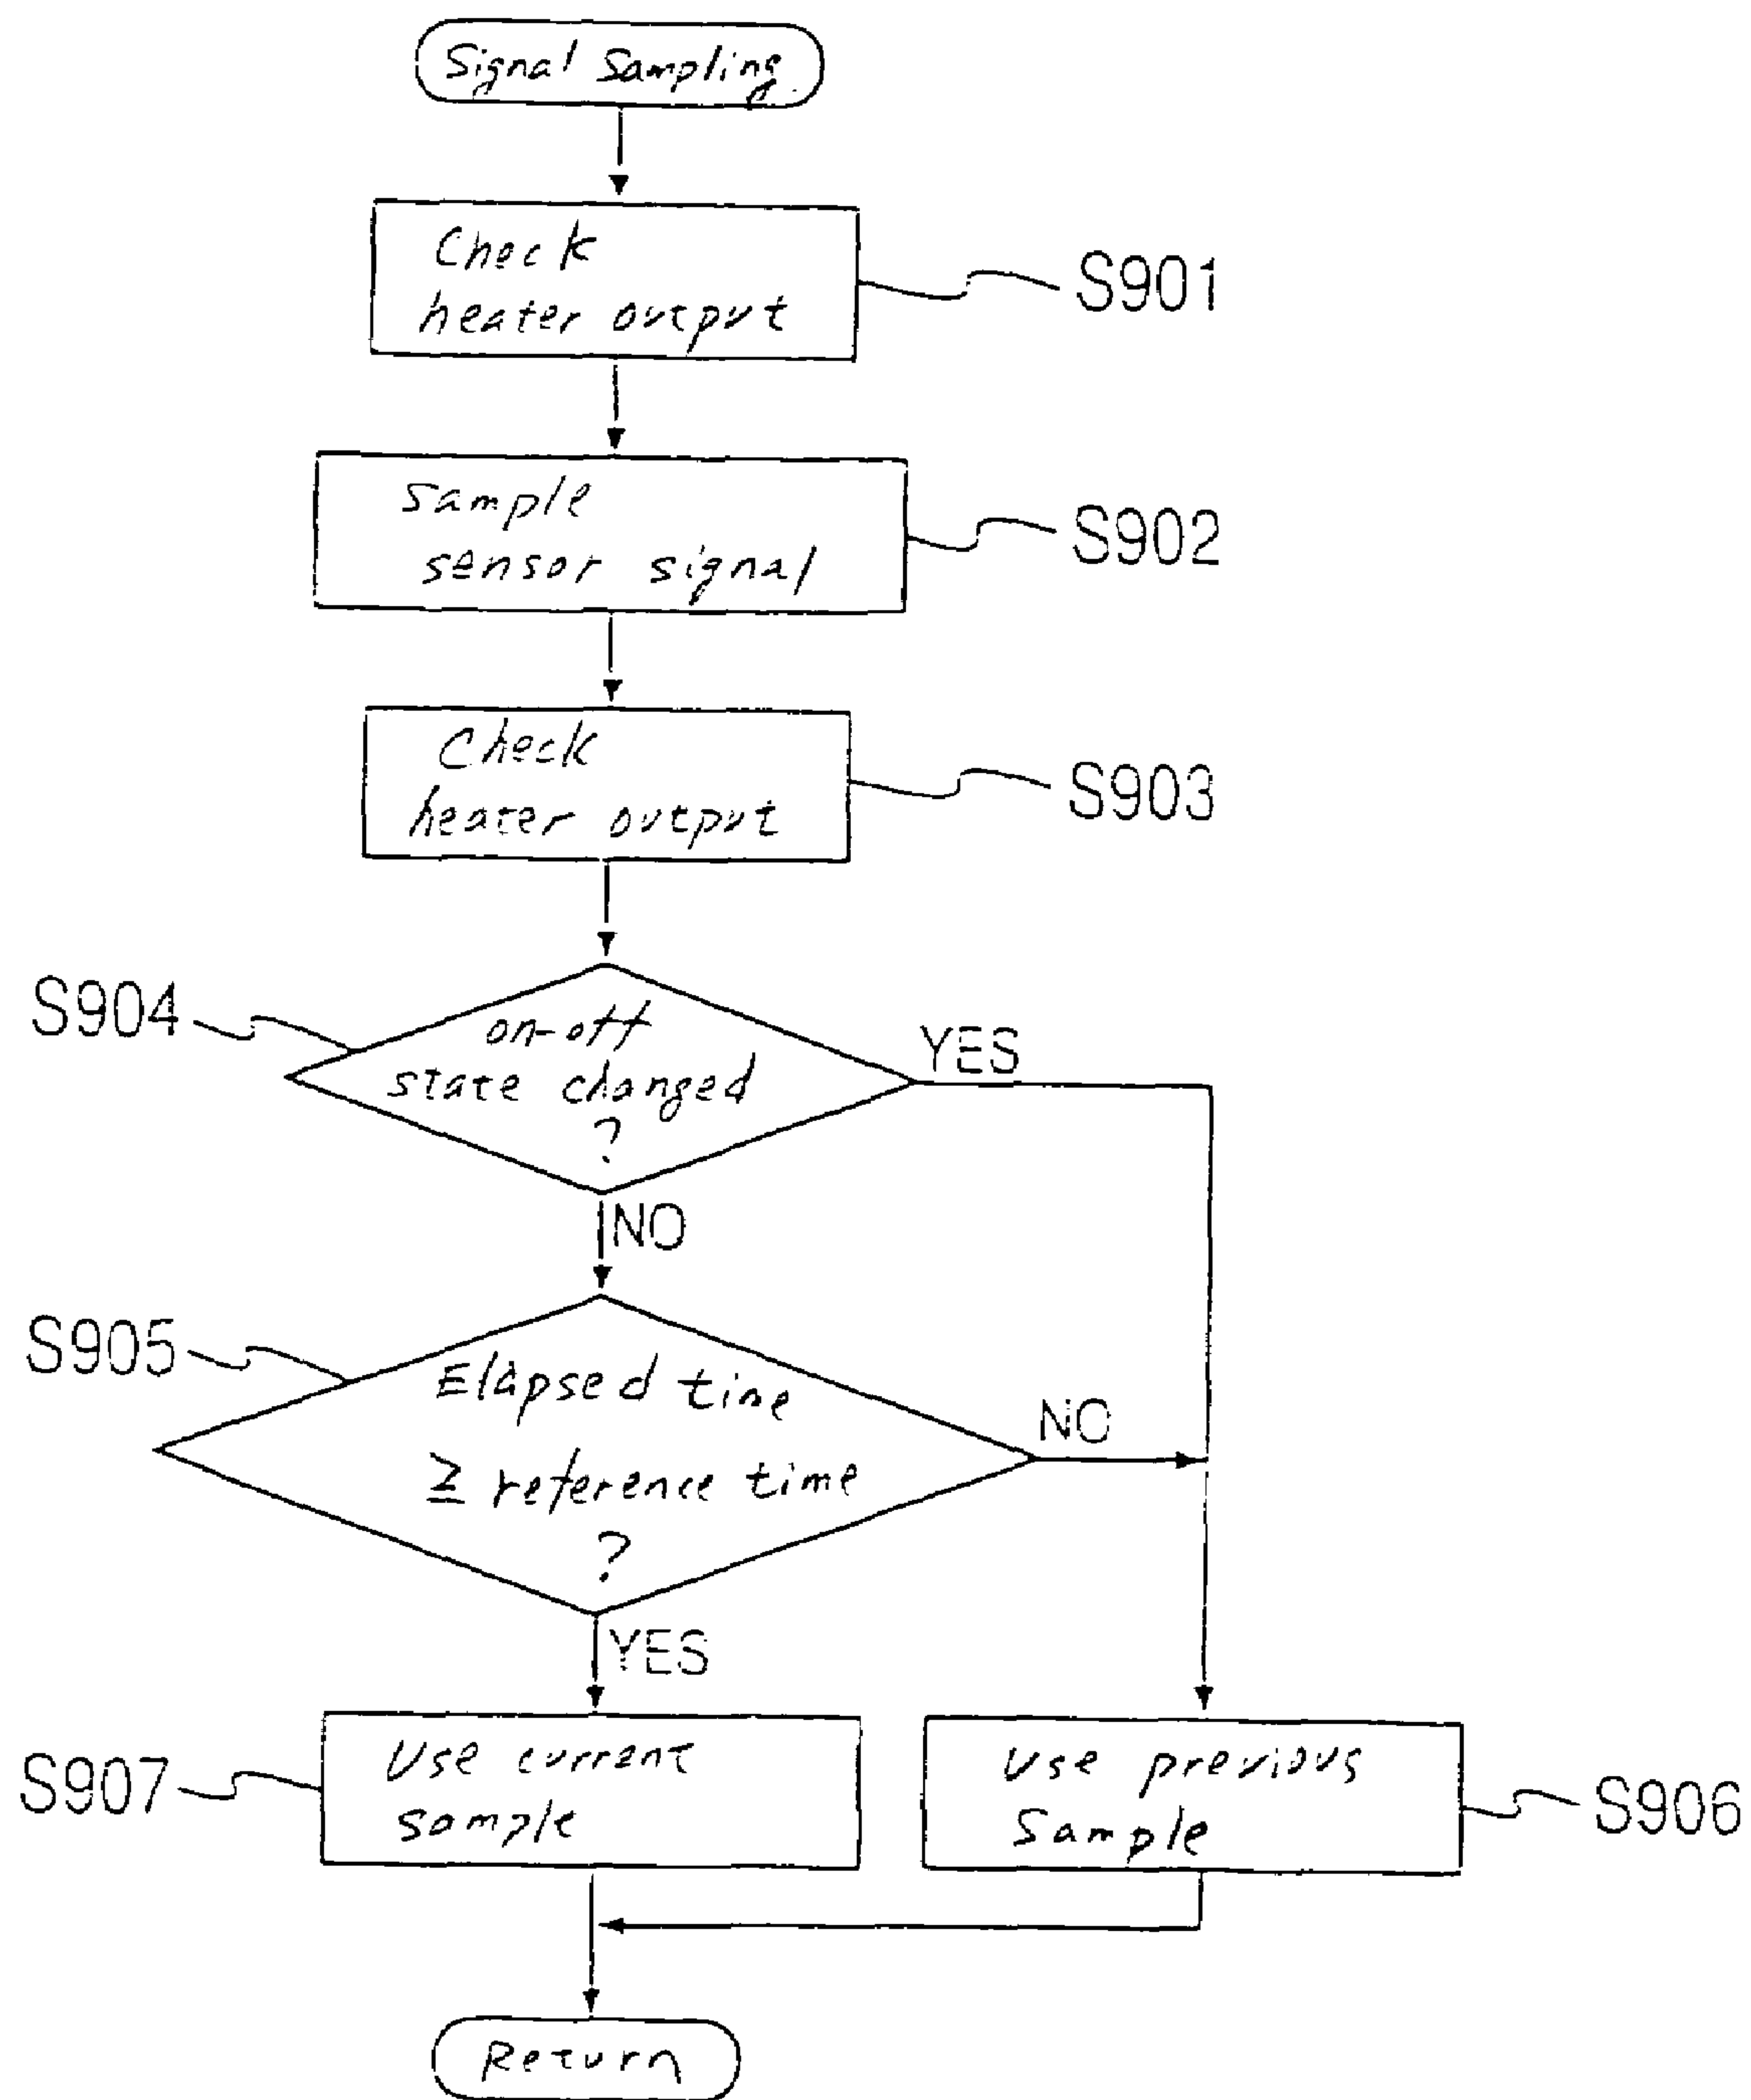 Signal Sampling
Check
heater output
S901
Sample
sensor signal
S902
Check
heater output
S903
S904
on-off
state changed
?
YES
NO
S905
Elapsed time
≧ reference time
?
NO
YES
S907
Use current
sample
Use previous
Sample
S906
Return